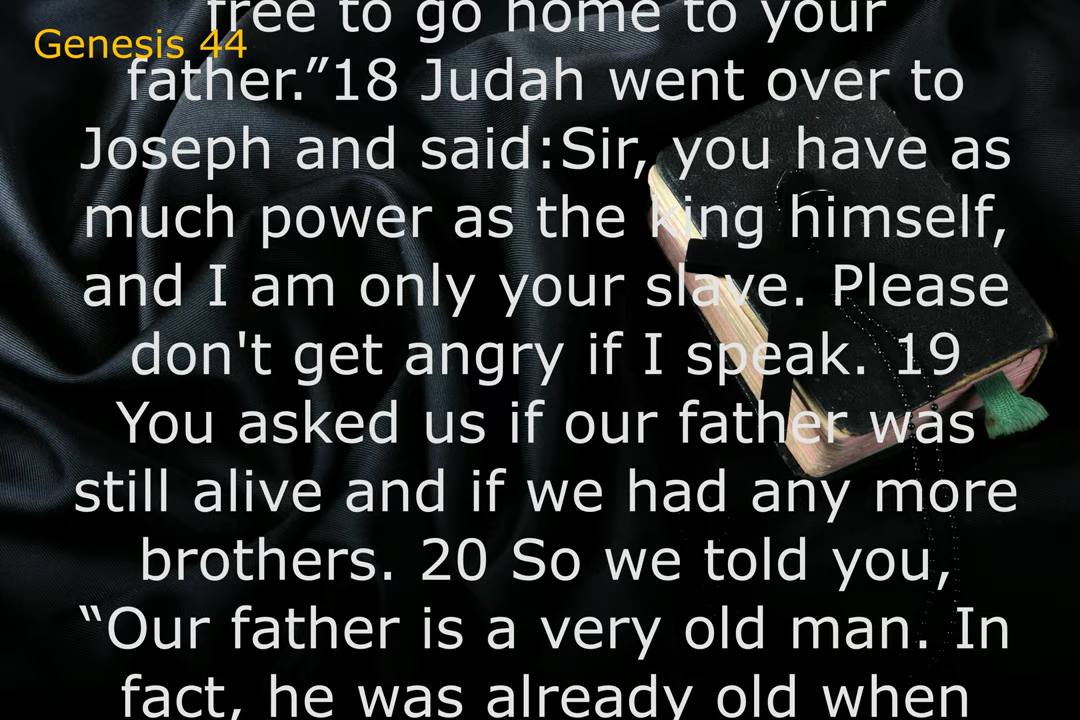 free to go home to your
Genesis 44
father.”18 Judah went over to
Joseph and said:Sir, you have as
much power as the king himself,
and I am only your slave. Please
don't get angry if I speak. 19
You asked us if our father was
still alive and if we had any more
brothers. 20 So we told you,
“Our father is a very old man. In
fact, he was already old when